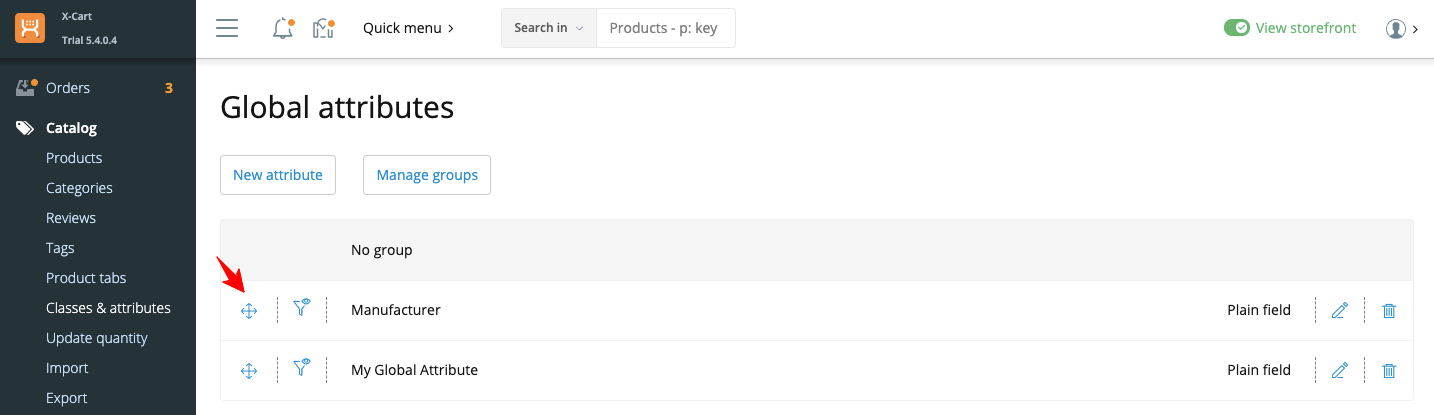 X-Cart
Trial 5.4.0.4
Quick menu
Search in
Products - p: key
View storefront
Orders 3
Catalog
Products
Categories
Reviews
Tags
Product tabs
Classes & attributes
Update quantity
Import
Export
Global attributes
New attribute
Manage groups
No group
Manufacturer Plain field
My Global Attribute Plain field